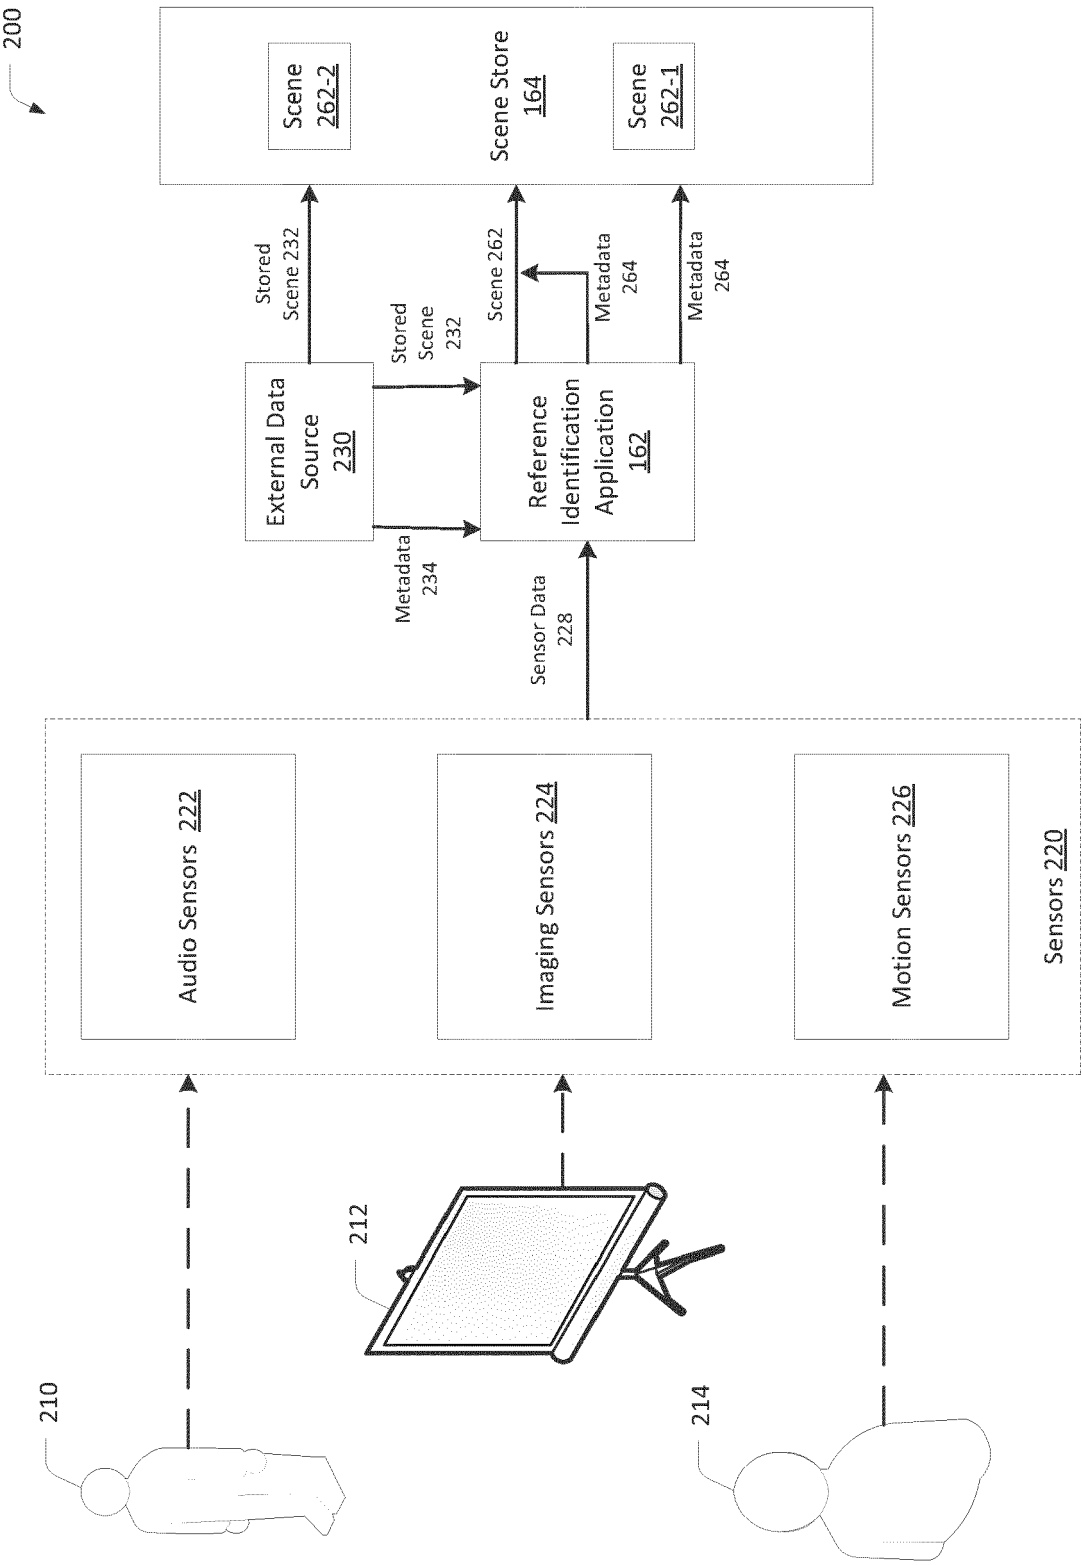 200
210
212
214
Audio Sensors 222
Imaging Sensors 224
Motion Sensors 226
Sensors 220
Sensor Data
228
External Data
Source
230
Metadata
234
Stored
Scene
232
Reference
Identification
Application
162
Stored
Scene 232
Scene 262
Metadata
264
Metadata
264
Scene
262-2
Scene Store
164
Scene
262-1